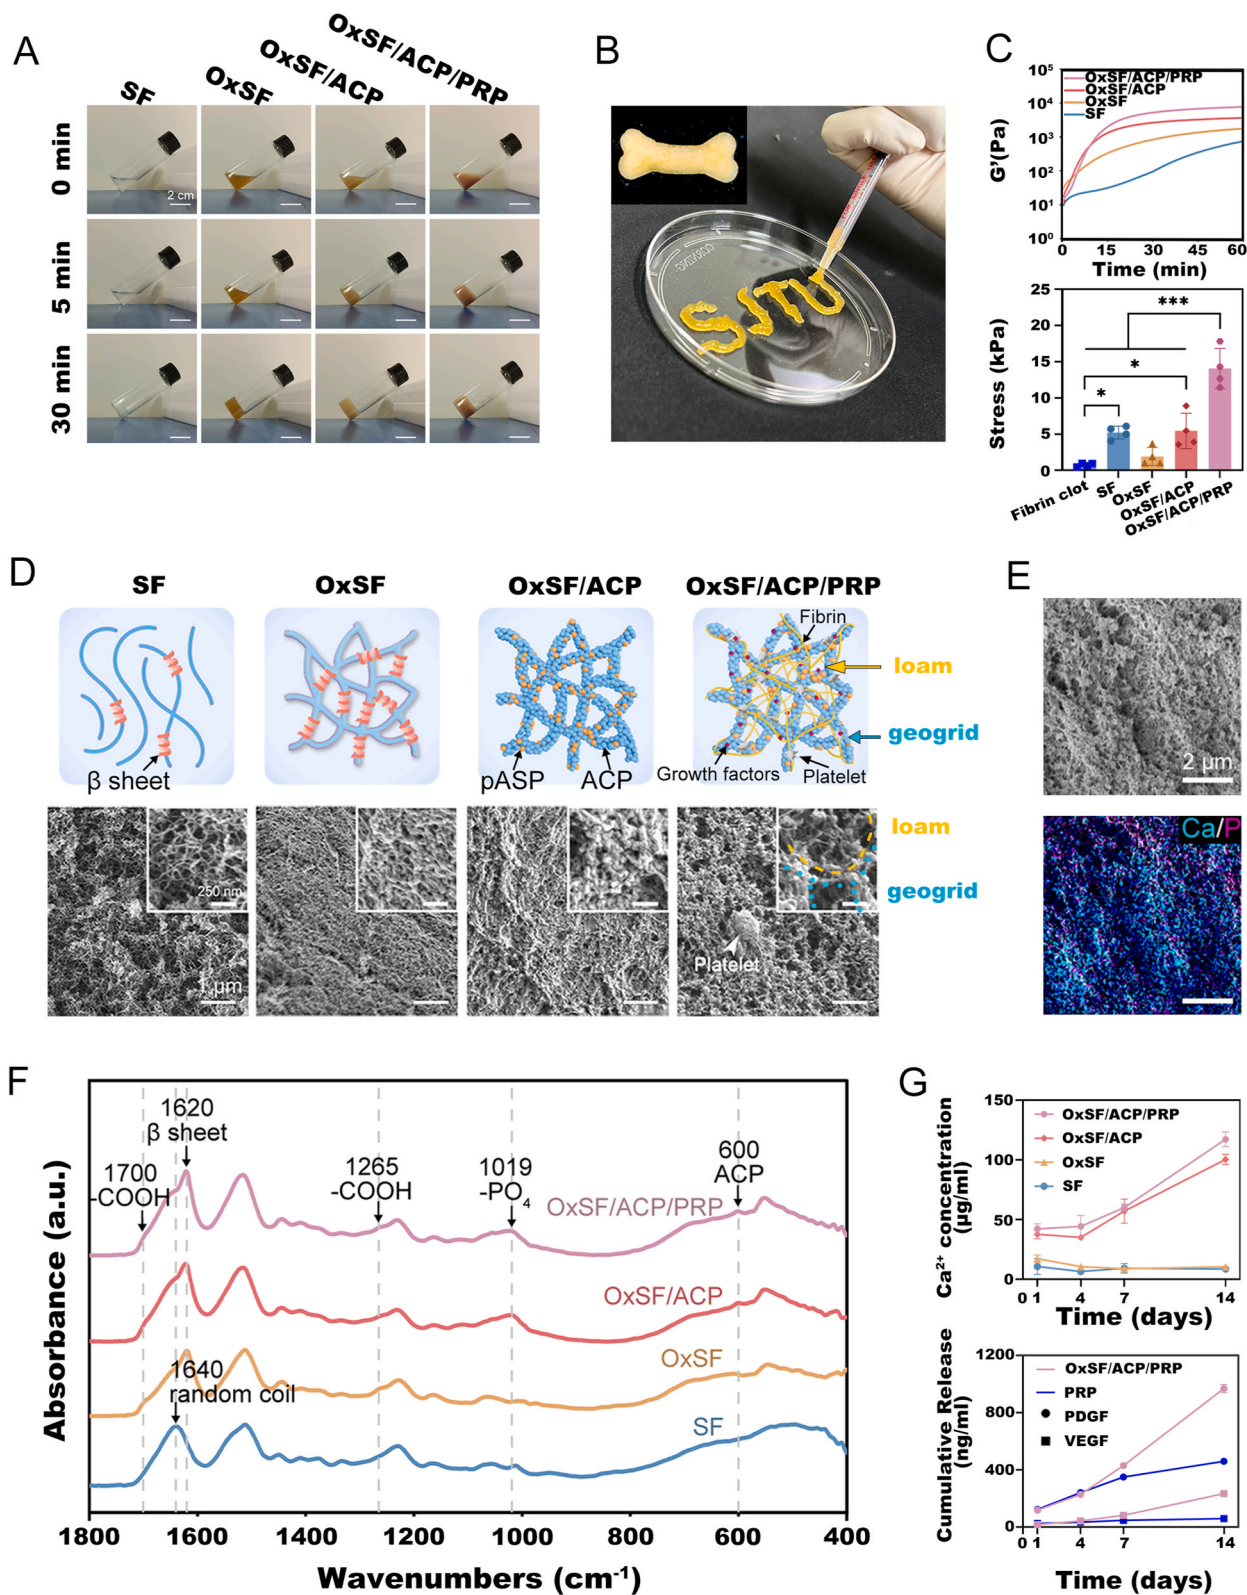 A
SF
OxSF
OxSF/ACP
OxSF/ACP/PRP
0 min
2 cm
5 min
30 min
B
CORNING
SJTU
C
G'(Pa)
10⁵
10⁴
10³
10²
10¹
10⁰
OxSF/ACP/PRP
OxSF/ACP
OxSF
SF
0
15
30
45
60
Time (min)
Stress (kPa)
25
20
15
10
5
0
***
*
*
Fibrin clot
SF
OxSF
OxSF/ACP
OxSF/ACP/PRP
D
SF
OxSF
OxSF/ACP
OxSF/ACP/PRP
β sheet
pASP
ACP
Fibrin
Growth factors
Platelet
loam
geogrid
250 nm
1 µm
Platelet
loam
geogrid
E
2 µm
Ca/P
F
Absorbance (a.u.)
1700
-COOH
1620
β sheet
1265
-COOH
1019
-PO₄
600
ACP
OxSF/ACP/PRP
OxSF/ACP
OxSF
1640
random coil
SF
1800
1600
1400
1200
1000
800
600
400
Wavenumbers (cm⁻¹)
G
Ca²⁺ concentration
(µg/ml)
150
100
50
0
OxSF/ACP/PRP
OxSF/ACP
OxSF
SF
0 1
4
7
14
Time (days)
Cumulative Release
(ng/ml)
1200
800
400
0
OxSF/ACP/PRP
PRP
PDGF
VEGF
0 1
4
7
14
Time (days)